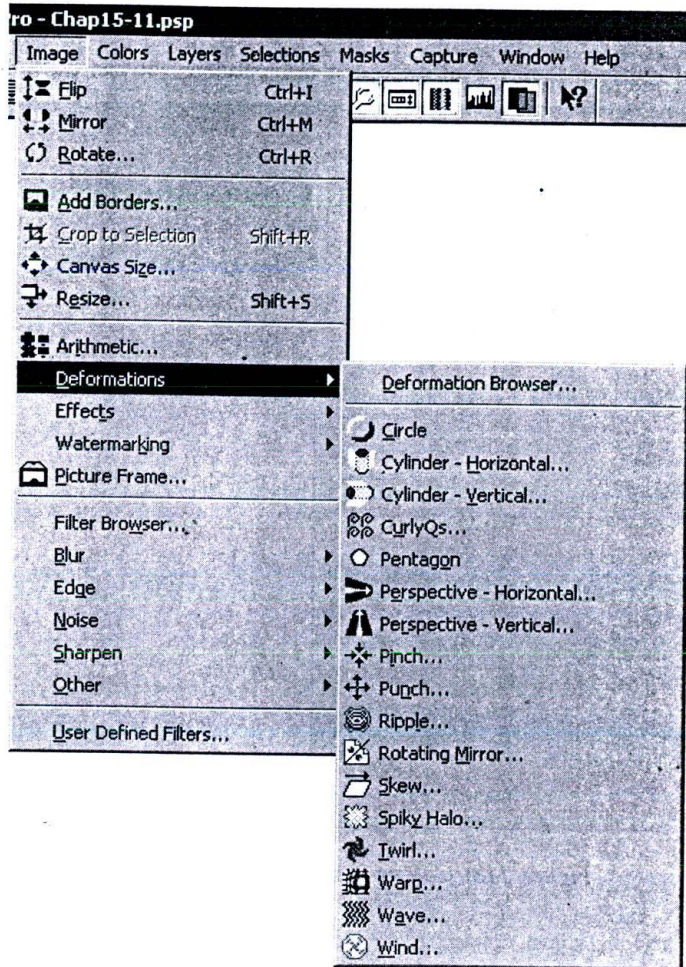 ro - Chap15-11.psp
Image Colors Layers Selections Masks Capture Window Help
Flip Ctrl+I
Mirror Ctrl+M
Rotate... Ctrl+R
Add Borders...
Crop to Selection Shift+R
Canvas Size...
Resize... Shift+S
Arithmetic...
Deformations
Effects
Watermarking
Picture Frame...
Filter Browser...
Blur
Edge
Noise
Sharpen
Other
User Defined Filters...
Deformation Browser...
Circle
Cylinder - Horizontal...
Cylinder - Vertical...
CurlyQs...
Pentagon
Perspective - Horizontal...
Perspective - Vertical...
Pinch...
Punch...
Ripple...
Rotating Mirror...
Skew...
Spiky Halo...
Twirl...
Warp...
Wave...
Wind...